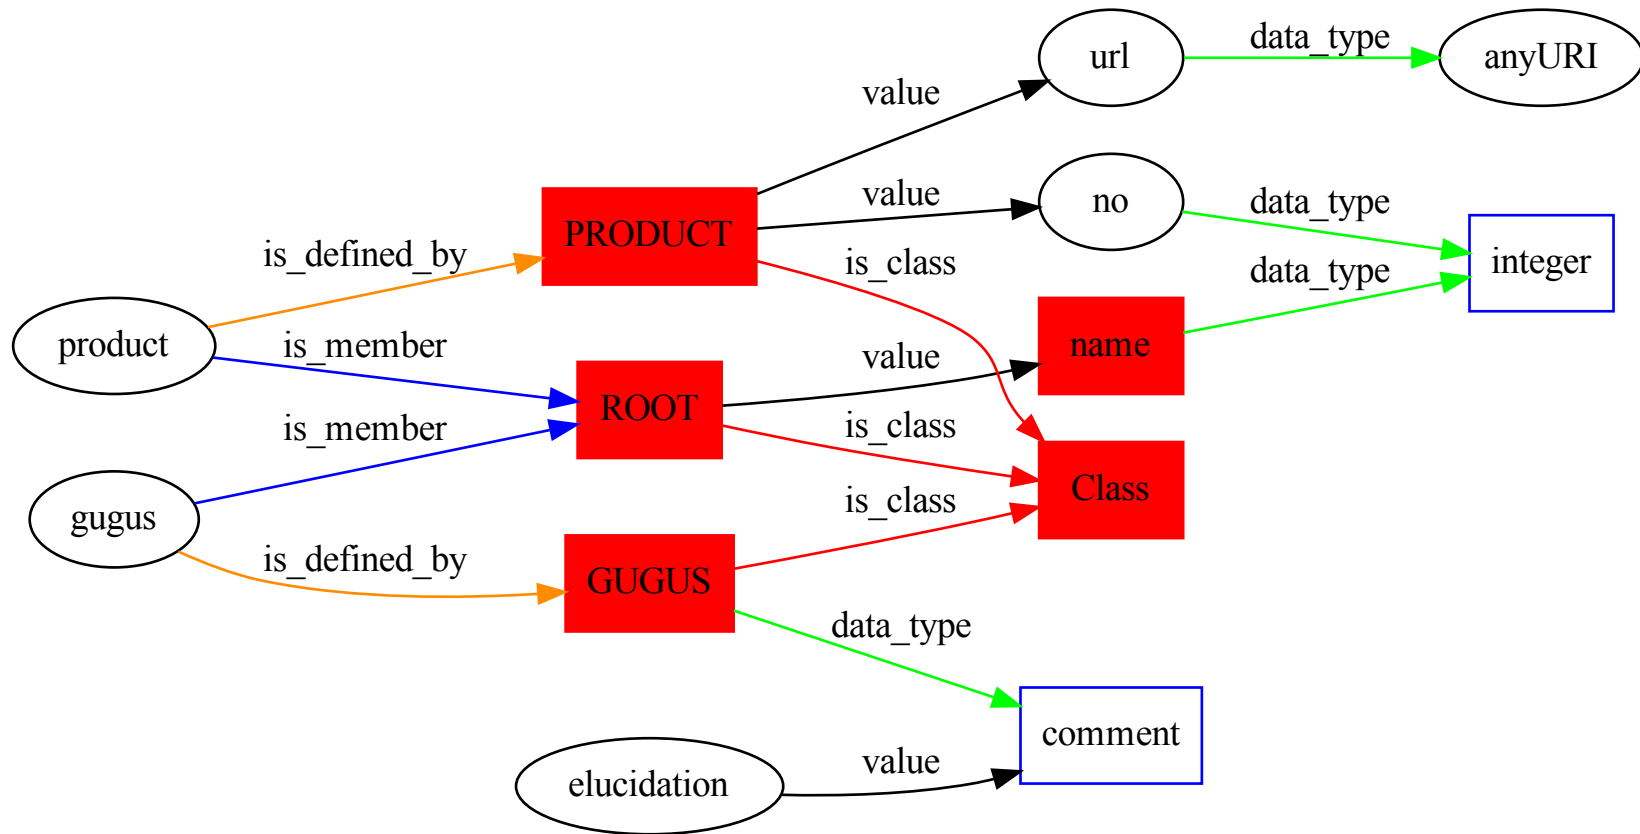 url
data_type
anyURI
value
PRODUCT
value
no
data_type
integer
is_defined_by
is_class
data_type
product
is_member
ROOT
value
name
is_member
is_class
Class
gugus
is_class
is_defined_by
GUGUS
data_type
comment
elucidation
value